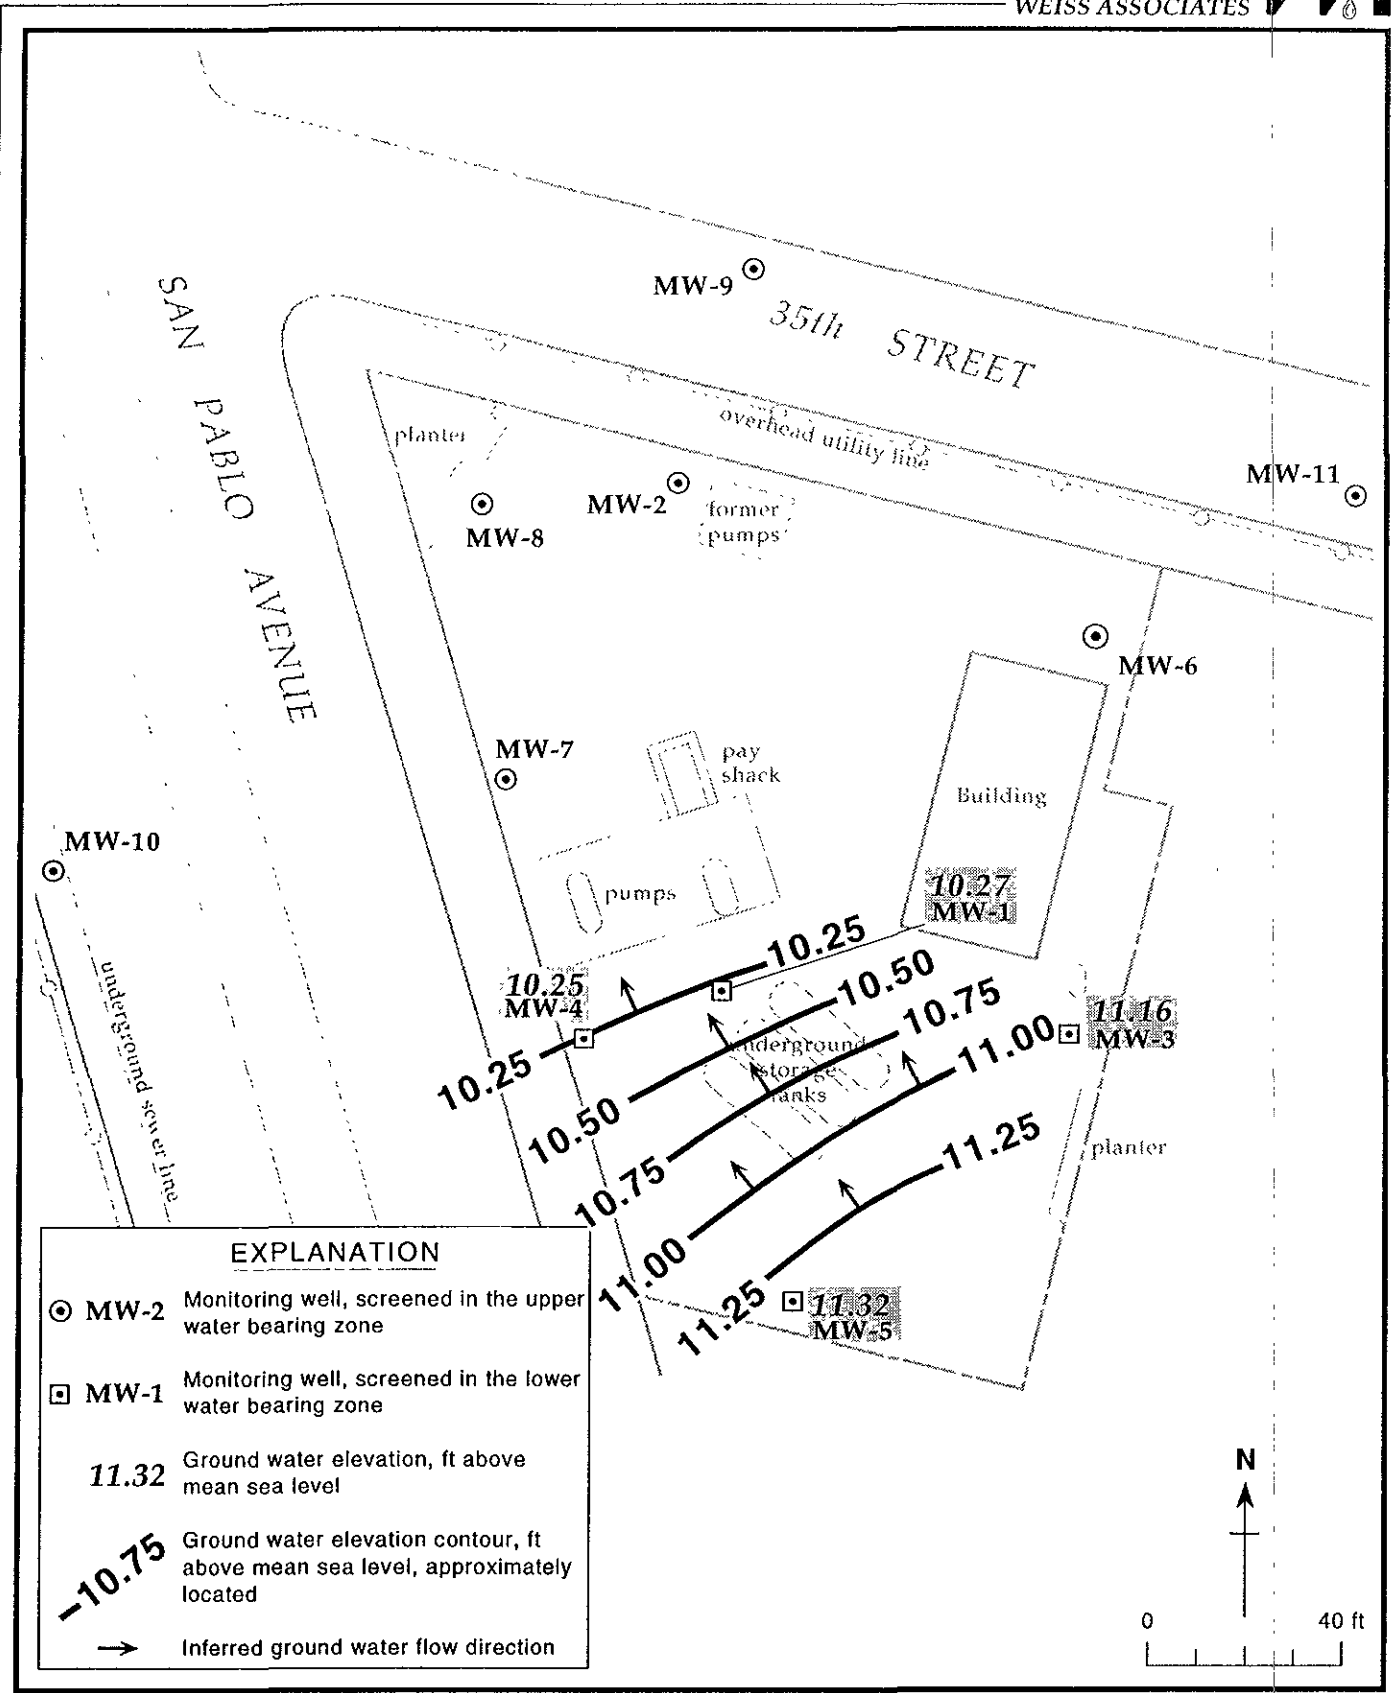 WEISS ASSOCIATES
MW-9
35th STREET
SAN PABLO AVENUE
overhead utility line
planter
MW-11
MW-2
former
pumps
MW-8
MW-6
MW-7
pay
shack
Building
MW-10
pumps
10.27
MW-1
10.25
10.50
10.25
MW-4
10.75
11.16
MW-3
11.00
underground
storage
tanks
10.25
underground sewer line
10.50
11.25
planter
10.75
11.00
11.25
11.32
MW-5
EXPLANATION
MW-2 Monitoring well, screened in the upper
water bearing zone
MW-1 Monitoring well, screened in the lower
water bearing zone
11.32 Ground water elevation, ft above
mean sea level
10.75 Ground water elevation contour, ft
above mean sea level, approximately
located
Inferred ground water flow direction
N
0 40 ft